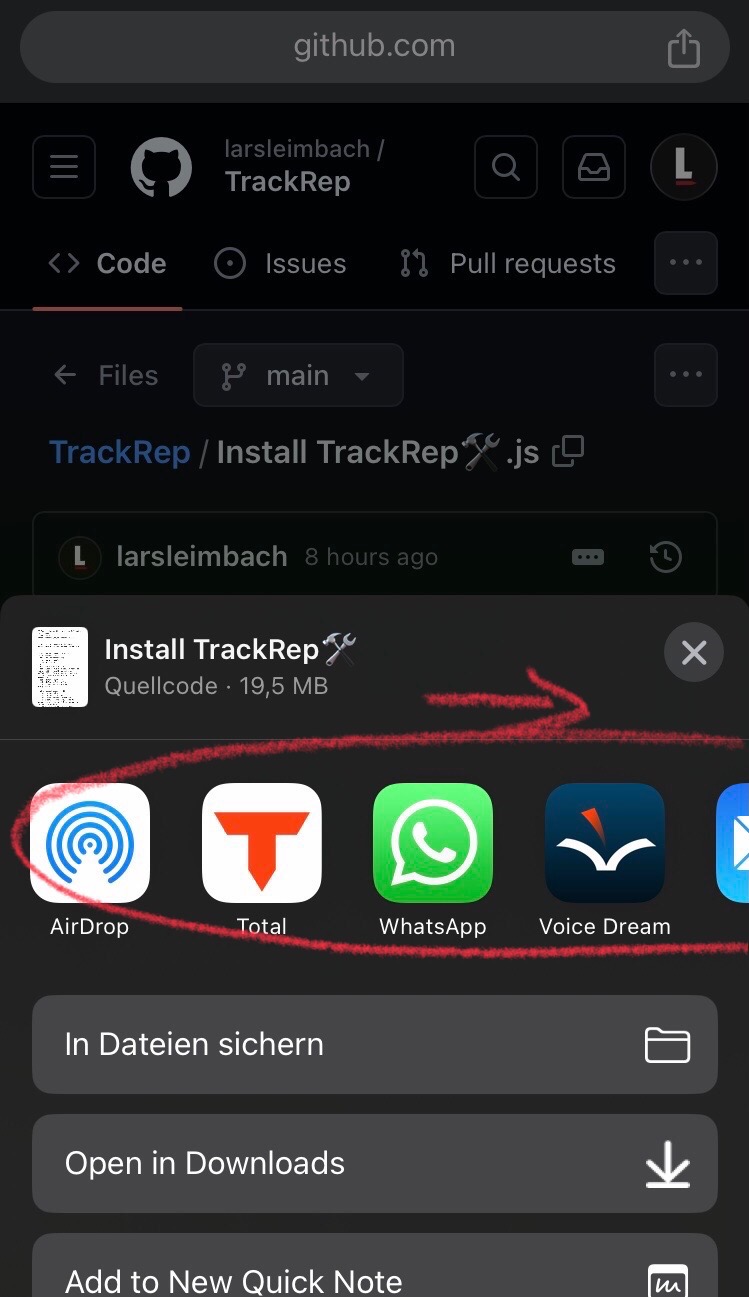 github.com
larsleimbach /
TrackRep
Code Issues Pull requests
Files main
TrackRep / Install TrackRep🛠️.js
larsleimbach 8 hours ago
Install TrackRep🛠️
Quellcode · 19,5 MB
AirDrop Total WhatsApp Voice Dream
In Dateien sichern
Open in Downloads
Add to New Quick Note